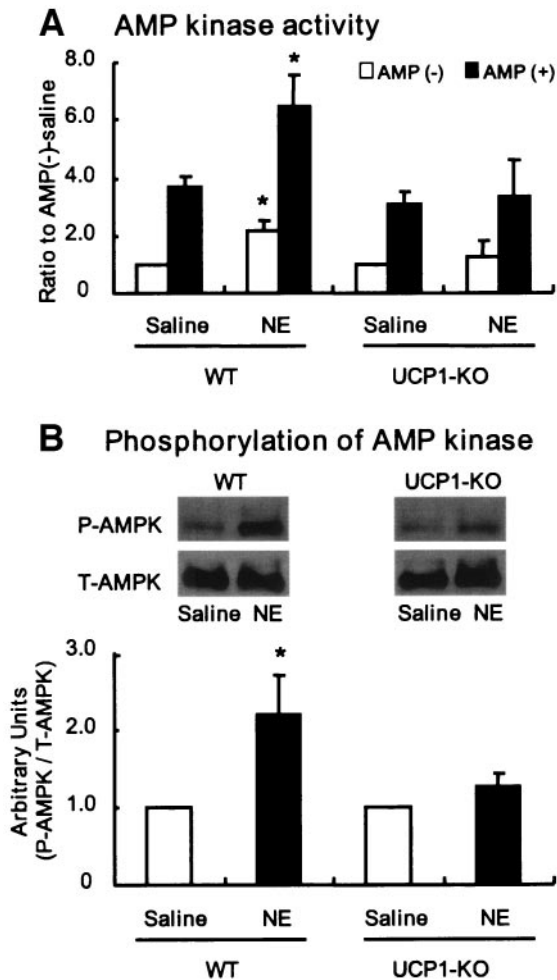 A AMP kinase activity
* AMP (-) AMP (+)
8.0
6.0
4.0
2.0
0
Ratio to AMP(-)-saline
*
Saline NE Saline NE
WT UCP1-KO
B Phosphorylation of AMP kinase
WT UCP1-KO
P-AMPK
T-AMPK
Saline NE Saline NE
3.0
2.0
1.0
0
Arbitrary Units
(P-AMPK / T-AMPK)
*
Saline NE Saline NE
WT UCP1-KO